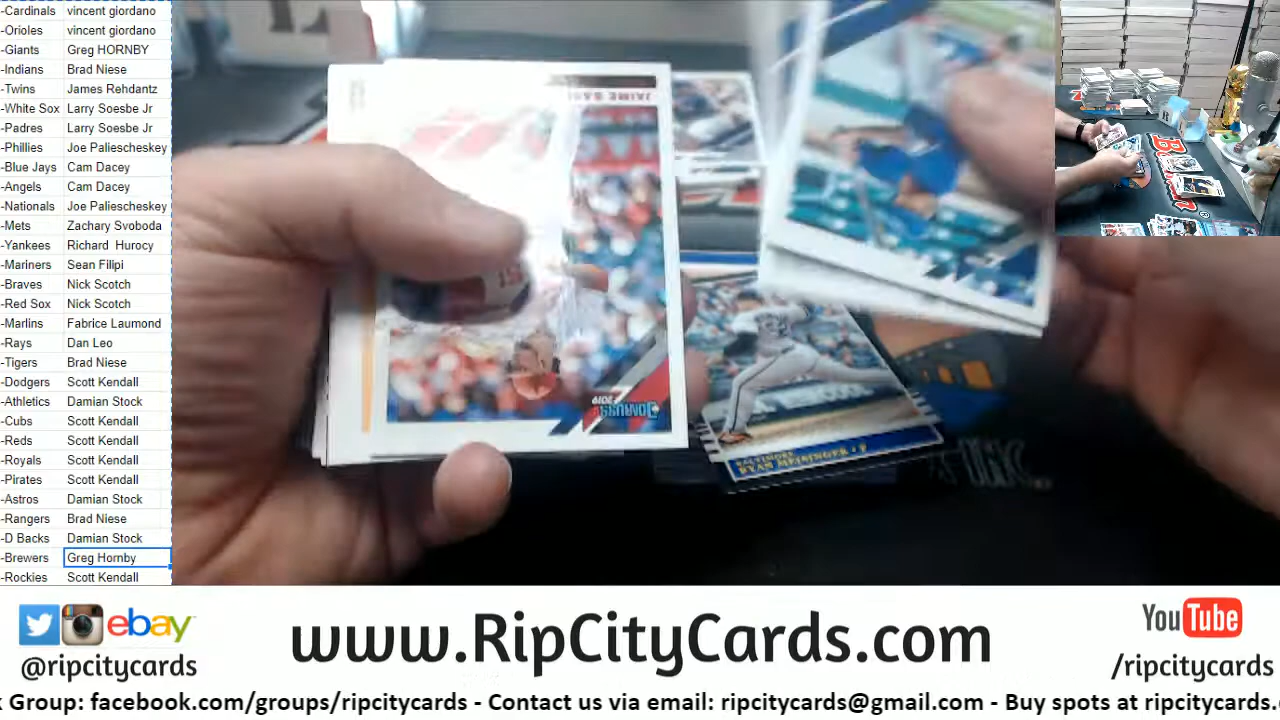 -Cardinals vincent giordano
-Orioles vincent giordano
-Giants Greg HORNBY
-Indians Brad Niese
-Twins James Rehdantz
-White Sox Larry Soesbe Jr
-Padres Larry Soesbe Jr
-Phillies Joe Paliescheskey
-Blue Jays Cam Dacey
-Angels Cam Dacey
-Nationals Joe Paliescheskey
-Mets Zachary Svoboda
-Yankees Richard Hurocy
-Mariners Sean Filipi
-Braves Nick Scotch
-Red Sox Nick Scotch
-Marlins Fabrice Laumond
-Rays Dan Leo
-Tigers Brad Niese
-Dodgers Scott Kendall
-Athletics Damian Stock
-Cubs Scott Kendall
-Reds Scott Kendall
-Royals Scott Kendall
-Pirates Scott Kendall
-Astros Damian Stock
-Rangers Brad Niese
-D Backs Damian Stock
-Brewers Greg Hornby
-Rockies Scott Kendall
JAIME
2019
DONRUSS
BALTIMORE
RYAN MEISINGER • P
ebay
@ripcitycards
www.RipCityCards.com
YouTube
/ripcitycards
k Group: facebook.com/groups/ripcitycards - Contact us via email: ripcitycards@gmail.com - Buy spots at ripcitycards.